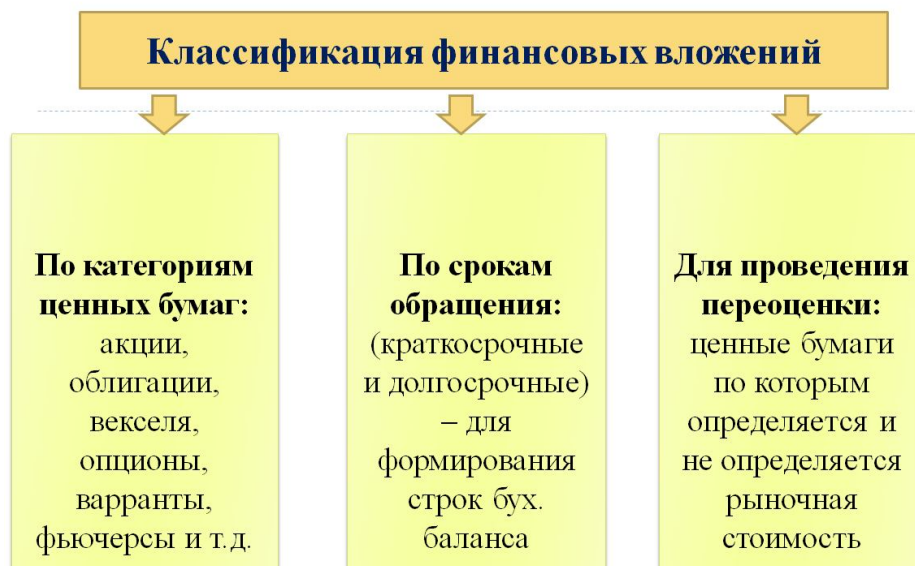 Классификация финансовых вложений
По категориям
ценных бумаг:
акции,
облигации,
векселя,
опционы,
варранты,
фьючерсы и т.д.
По срокам
обращения:
(краткосрочные
и долгосрочные)
– для
формирования
строк бух.
баланса
Для проведения
переоценки:
ценные бумаги
по которым
определяется и
не определяется
рыночная
стоимость